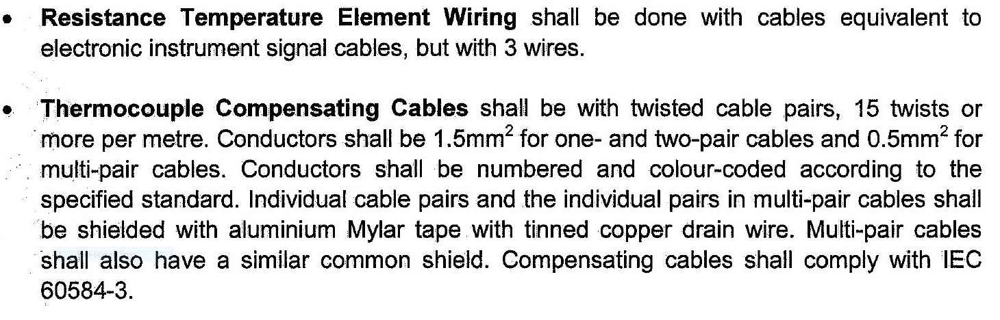 • Resistance Temperature Element Wiring shall be done with cables equivalent to
electronic instrument signal cables, but with 3 wires.
• Thermocouple Compensating Cables shall be with twisted cable pairs, 15 twists or
more per metre. Conductors shall be 1.5mm² for one- and two-pair cables and 0.5mm² for
multi-pair cables. Conductors shall be numbered and colour-coded according to the
specified standard. Individual cable pairs and the individual pairs in multi-pair cables shall
be shielded with aluminium Mylar tape with tinned copper drain wire. Multi-pair cables
shall also have a similar common shield. Compensating cables shall comply with IEC
60584-3.